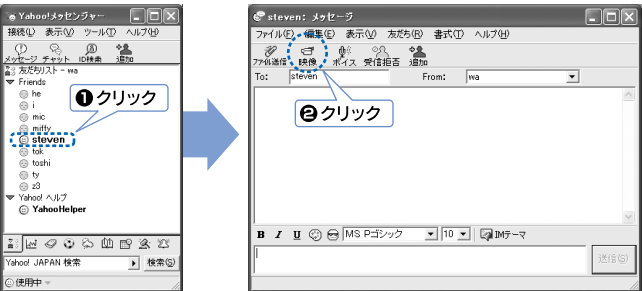 Yahoo!メッセンジャー
接続(L) 表示(V) ツール(T) ヘルプ(H)
メッセージ チャット ID検索 追加
友だちリスト - wa
Friends
he
i
mic
miffy
steven
tok
toshi
ty
z3
Yahoo! ヘルプ
YahooHelper
Yahoo! JAPAN 検索 検索(S)
使用中
❶クリック
steven: メッセージ
ファイル(F) 編集(E) 表示(V) 友だち(R) 書式(T) ヘルプ(H)
ファイル送信 映像 ボイス 受信拒否 追加
To: steven From: wa
❷クリック
B I U MS Pゴシック 10 IMテーマ
送信(S)